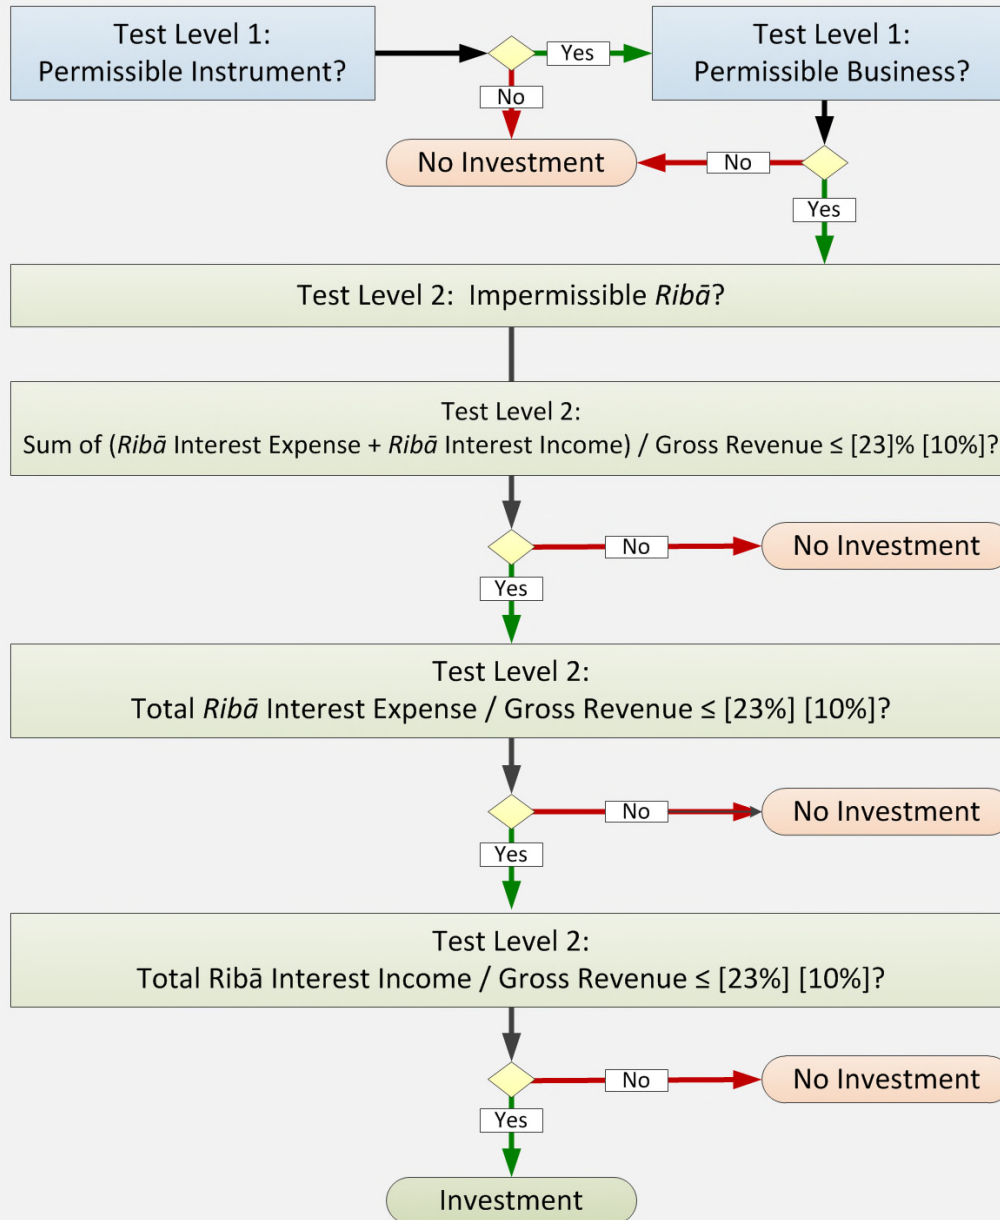 Test Level 1:
Permissible Instrument?
Yes
Test Level 1:
Permissible Business?
No
No Investment
No
Yes
Test Level 2:  Impermissible Ribā?
Test Level 2:
Sum of (Ribā Interest Expense + Ribā Interest Income) / Gross Revenue ≤ [23]% [10%]?
No
No Investment
Yes
Test Level 2:
Total Ribā Interest Expense / Gross Revenue ≤ [23%] [10%]?
No
No Investment
Yes
Test Level 2:
Total Ribā Interest Income / Gross Revenue ≤ [23%] [10%]?
No
No Investment
Yes
Investment